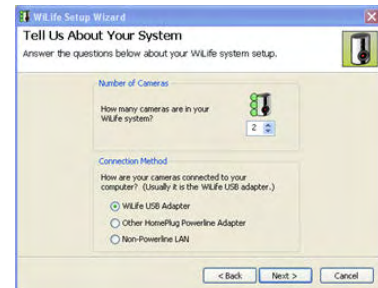 WiLife Setup Wizard
Tell Us About Your System
Answer the questions below about your WiLife system setup.
Number of Cameras
How many cameras are in your
WiLife system?
2
Connection Method
How are your cameras connected to your
computer? (Usually it is the WiLife USB adapter.)
WiLife USB Adapter
Other HomePlug Powerline Adapter
Non-Powerline LAN
< Back
Next >
Cancel